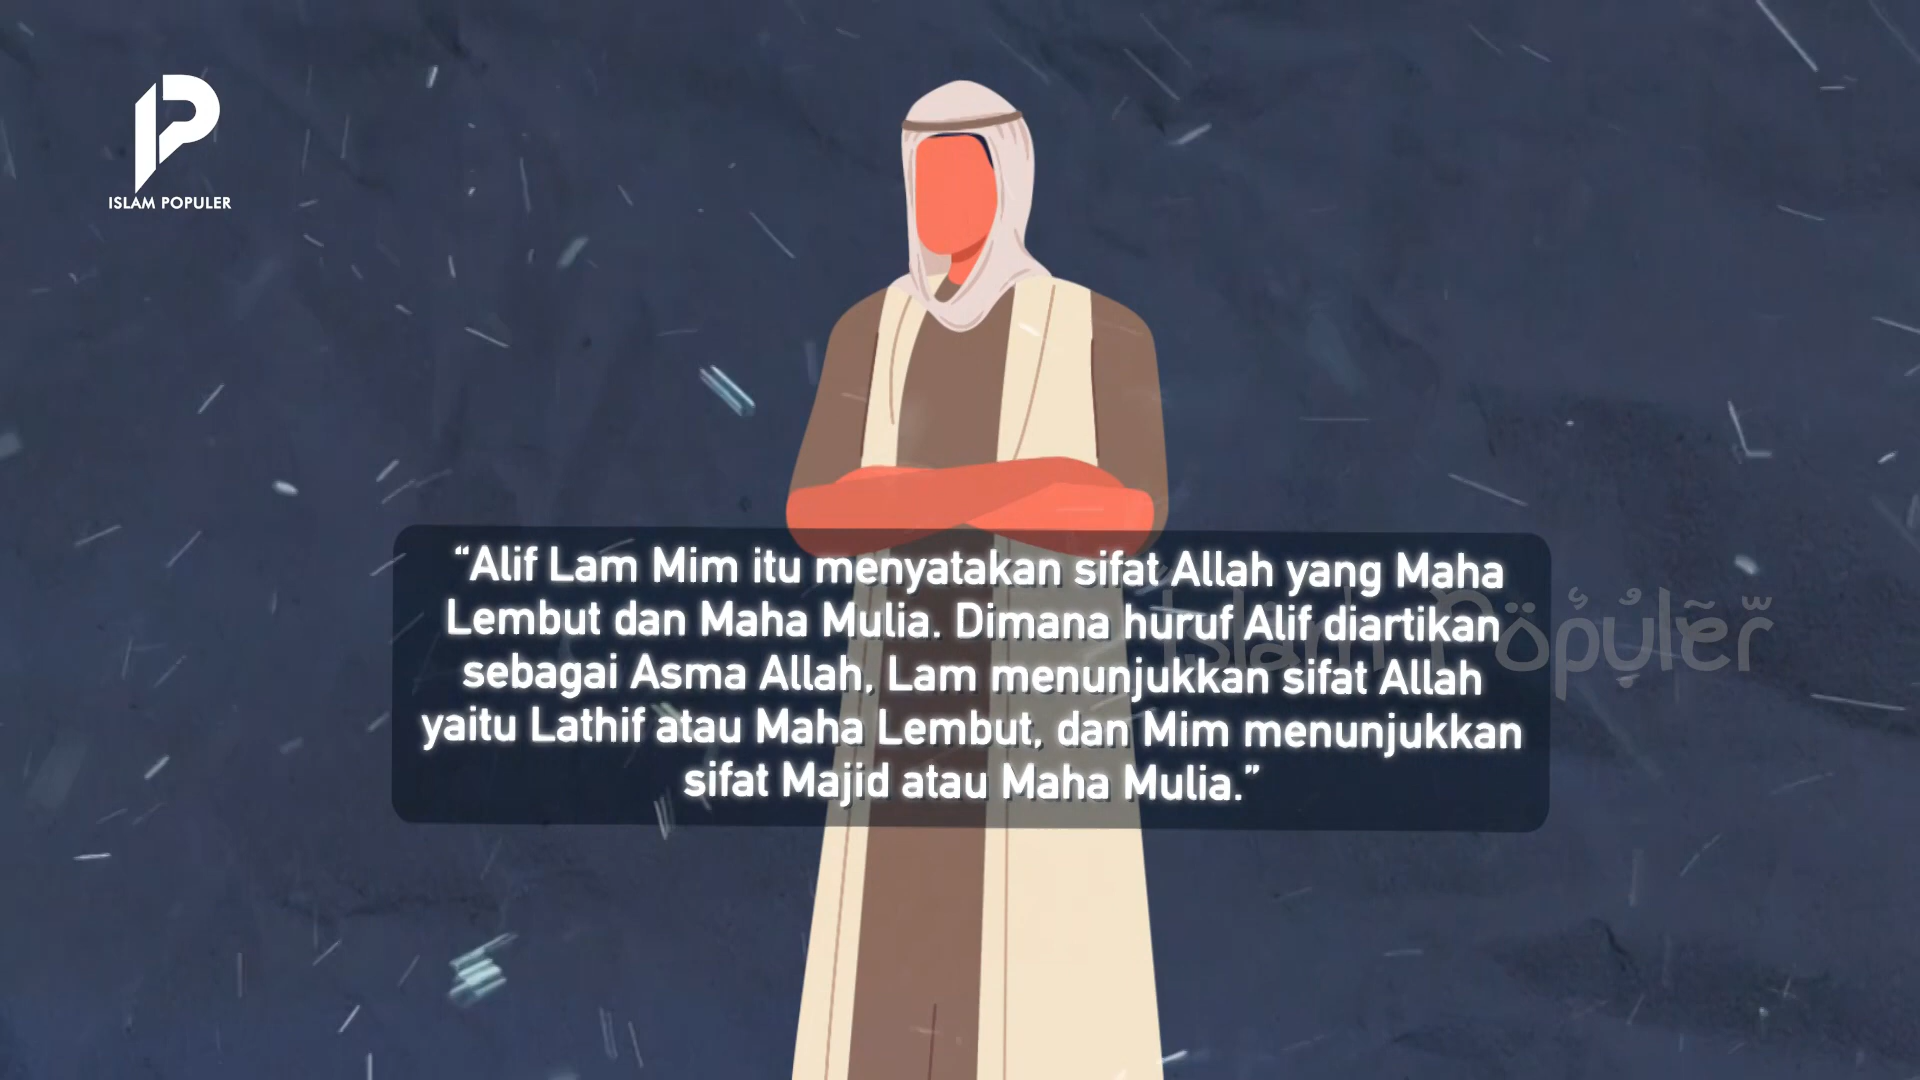 ISLAM POPULER
“Alif Lam Mim itu menyatakan sifat Allah yang Maha
Lembut dan Maha Mulia. Dimana huruf Alif diartikan
sebagai Asma Allah, Lam menunjukkan sifat Allah
yaitu Lathif atau Maha Lembut, dan Mim menunjukkan
sifat Majid atau Maha Mulia.”
Islam Populer